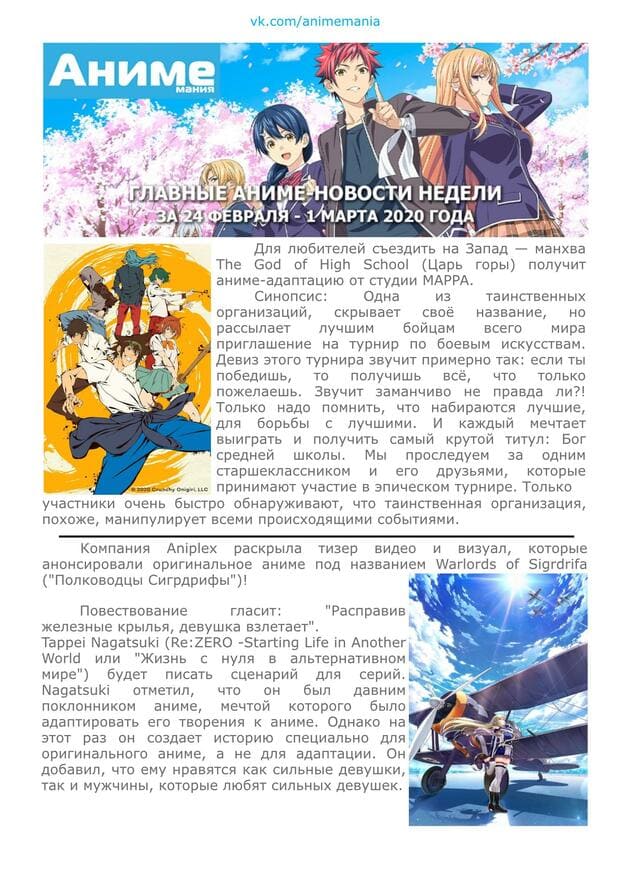 vk.com/animemania
Аниме
мания
ГЛАВНЫЕ АНИМЕ-НОВОСТИ НЕДЕЛИ
ЗА 24 ФЕВРАЛЯ - 1 МАРТА 2020 ГОДА
Для любителей съездить на Запад — манхва
The God of High School (Царь горы) получит
аниме-адаптацию от студии MAPPA.
Синопсис: Одна из таинственных
организаций, скрывает своё название, но
рассылает лучшим бойцам всего мира
приглашение на турнир по боевым искусствам.
Девиз этого турнира звучит примерно так: если ты
победишь, то получишь всё, что только
пожелаешь. Звучит заманчиво не правда ли?!
Только надо помнить, что набираются лучшие,
для борьбы с лучшими. И каждый мечтает
выиграть и получить самый крутой титул: Бог
средней школы. Мы проследуем за одним
старшеклассником и его друзьями, которые
принимают участие в эпическом турнире. Только
участники очень быстро обнаруживают, что таинственная организация,
похоже, манипулирует всеми происходящими событиями.
© 2020 Crunchy Onigiri, LLC
Компания Aniplex раскрыла тизер видео и визуал, которые
анонсировали оригинальное аниме под названием Warlords of Sigrdrifa
("Полководцы Сигрдрифы")!
Повествование гласит: "Расправив
железные крылья, девушка взлетает".
Tappei Nagatsuki (Re:ZERO -Starting Life in Another
World или "Жизнь с нуля в альтернативном
мире") будет писать сценарий для серий.
Nagatsuki отметил, что он был давним
поклонником аниме, мечтой которого было
адаптировать его творения к аниме. Однако на
этот раз он создает историю специально для
оригинального аниме, а не для адаптации. Он
добавил, что ему нравятся как сильные девушки,
так и мужчины, которые любят сильных девушек.